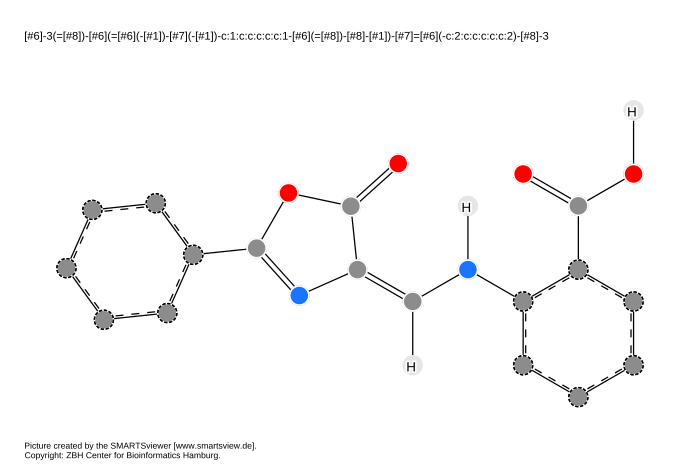 [#6]-3(=[#8])-[#6](=[#6](-[#1])-[#7](-[#1])-c:1:c:c:c:c:c:1-[#6](=[#8])-[#8]-[#1])-[#7]=[#6](-c:2:c:c:c:c:c:2)-[#8]-3
H
H
H
Picture created by the SMARTSviewer [www.smartsview.de].
Copyright: ZBH Center for Bioinformatics Hamburg.